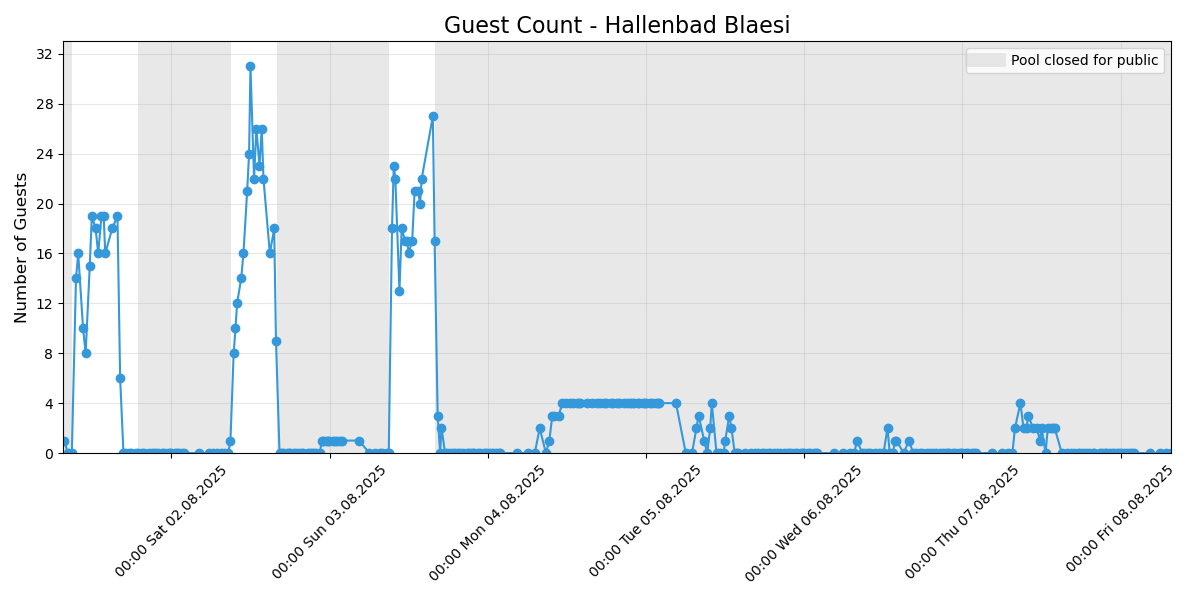 Guest Count - Hallenbad Blaesi
Pool closed for public
Number of Guests
32
28
24
20
16
12
8
4
0
00:00 Sat 02.08.2025
00:00 Sun 03.08.2025
00:00 Mon 04.08.2025
00:00 Tue 05.08.2025
00:00 Wed 06.08.2025
00:00 Thu 07.08.2025
00:00 Fri 08.08.2025